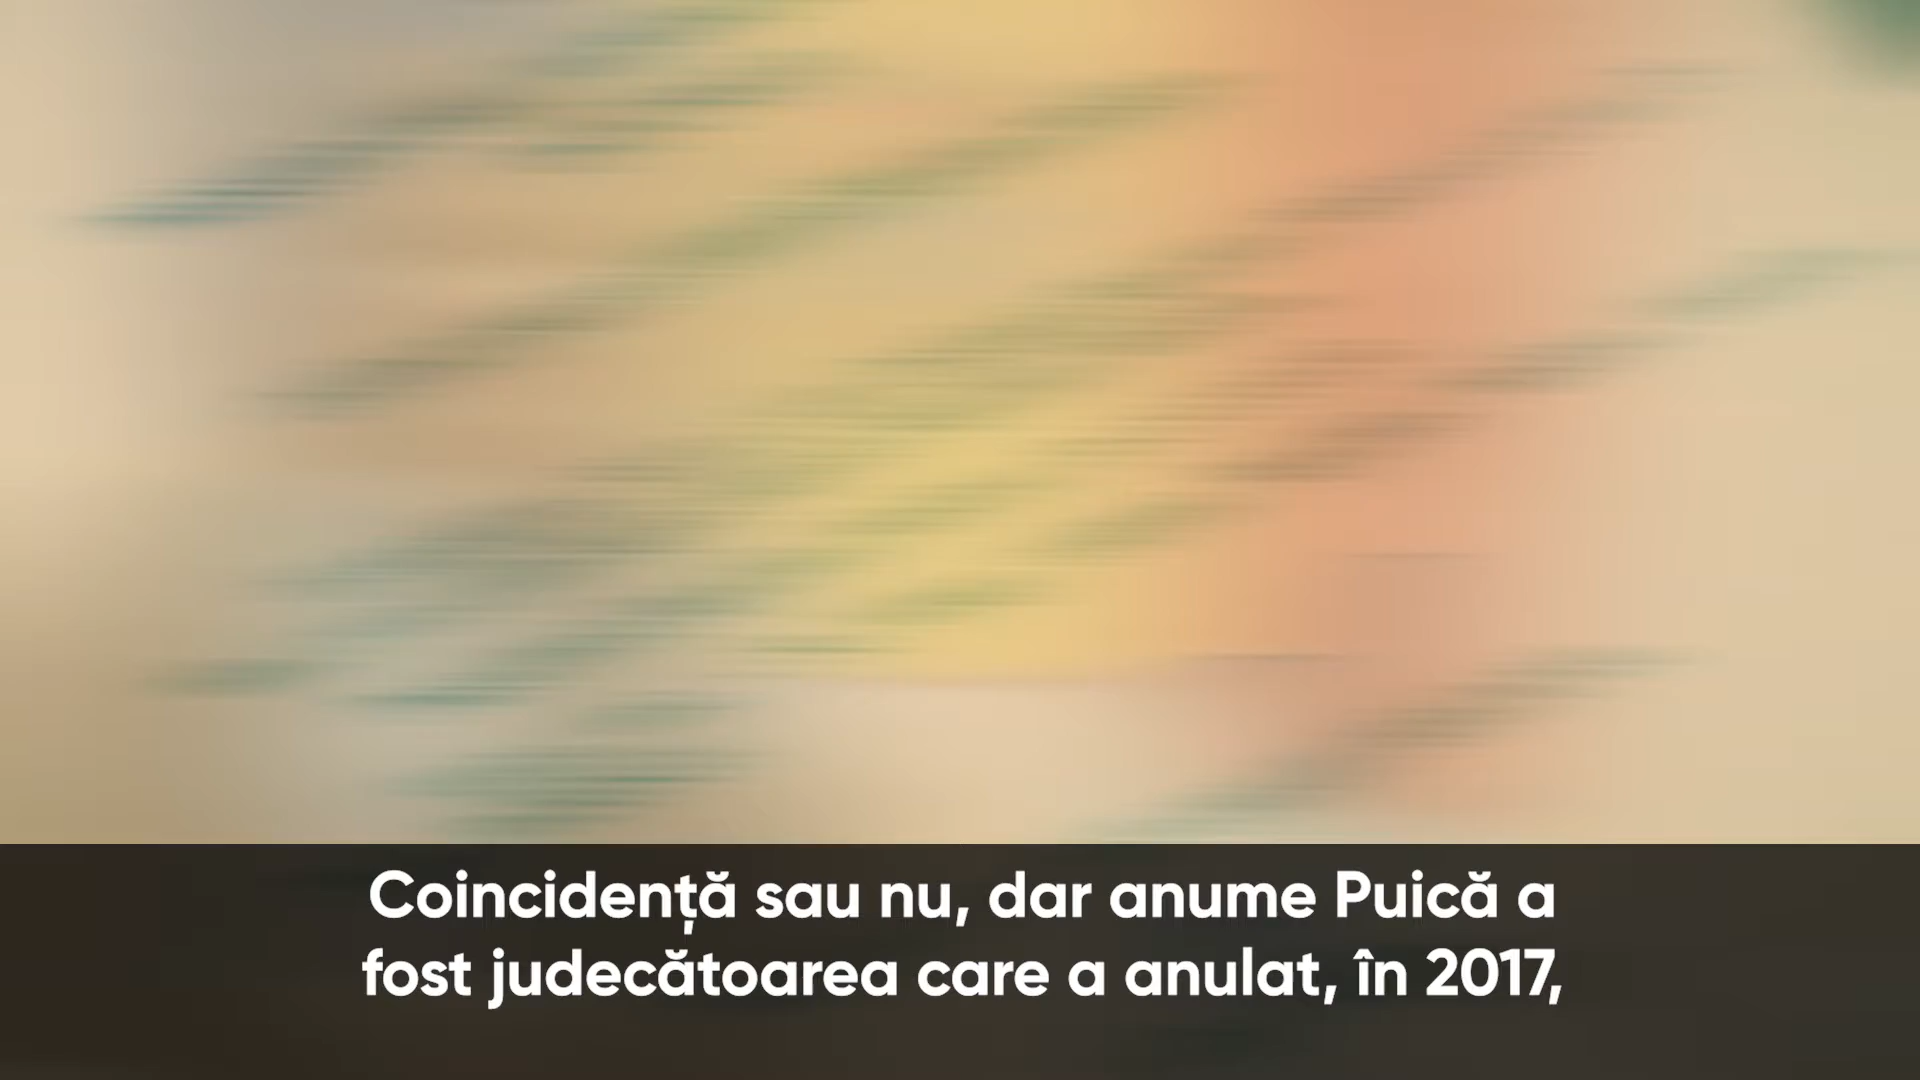 Coincidență sau nu, dar anume Puică a
fost judecătoarea care a anulat, în 2017,